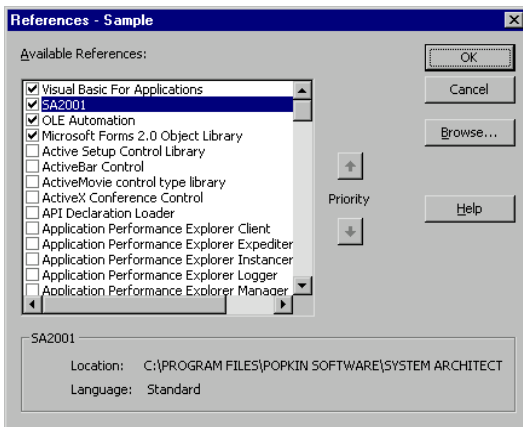 References - Sample
Available References:
Visual Basic For Applications
SA2001
OLE Automation
Microsoft Forms 2.0 Object Library
Active Setup Control Library
ActiveBar Control
ActiveMovie control type library
ActiveX Conference Control
API Declaration Loader
Application Performance Explorer Client
Application Performance Explorer Expediter
Application Performance Explorer Instancer
Application Performance Explorer Logger
Application Performance Explorer Manager
Priority
OK
Cancel
Browse...
Help
SA2001
Location: C:\PROGRAM FILES\POPKIN SOFTWARE\SYSTEM ARCHITECT
Language: Standard